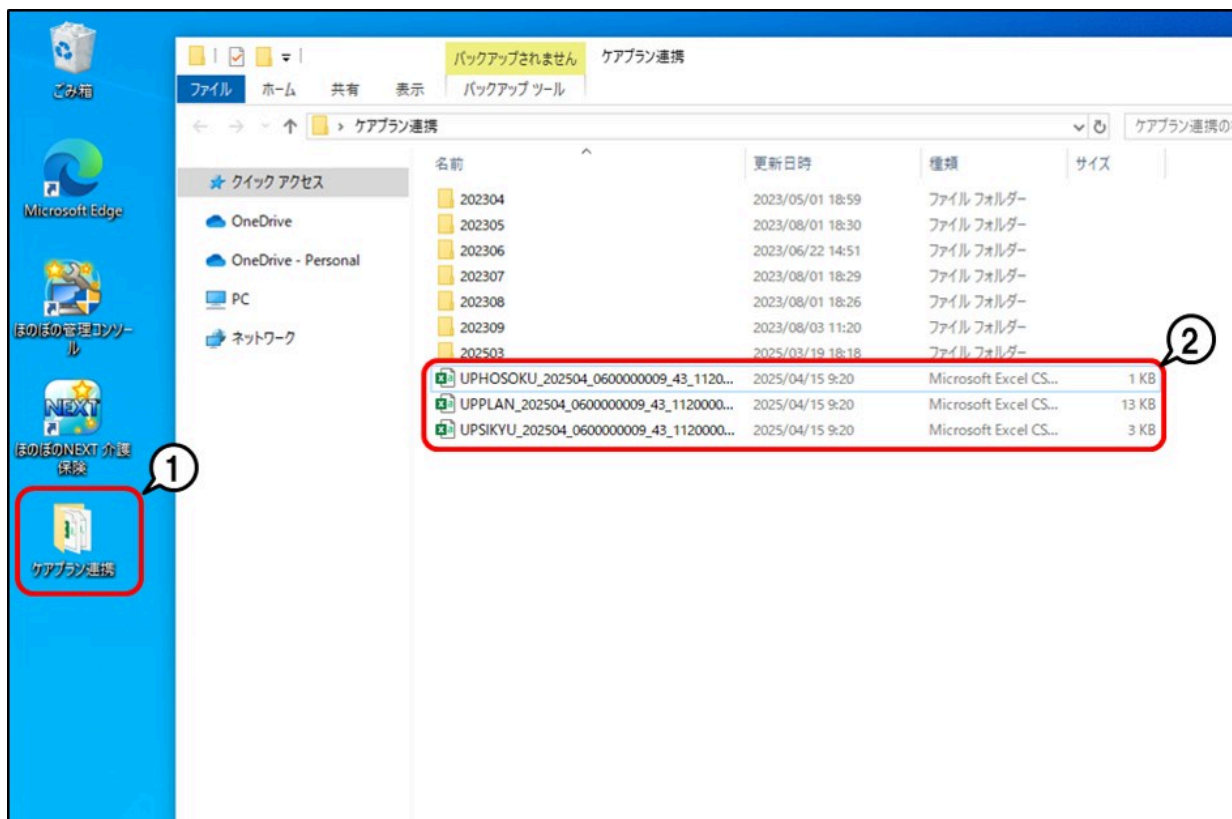 ごみ箱
Microsoft Edge
ほのぼの管理コンソー
ル
ほのぼのNEXT 介護
保険
ケアプラン連携
①
バックアップされません ケアプラン連携
ファイル ホーム 共有 表示 バックアップ ツール
ケアプラン連携 ケアプラン連携の
クイック アクセス
OneDrive
OneDrive - Personal
PC
ネットワーク
名前 更新日時 種類 サイズ
202304 2023/05/01 18:59 ファイル フォルダー
202305 2023/08/01 18:30 ファイル フォルダー
202306 2023/06/22 14:51 ファイル フォルダー
202307 2023/08/01 18:29 ファイル フォルダー
202308 2023/08/01 18:26 ファイル フォルダー
202309 2023/08/03 11:20 ファイル フォルダー
202503 2025/03/19 18:18 ファイル フォルダー
②
UPHOSOKU_202504_0600000009_43_1120... 2025/04/15 9:20 Microsoft Excel CS... 1 KB
UPPLAN_202504_0600000009_43_1120000... 2025/04/15 9:20 Microsoft Excel CS... 13 KB
UPSIKYU_202504_0600000009_43_1120000... 2025/04/15 9:20 Microsoft Excel CS... 3 KB